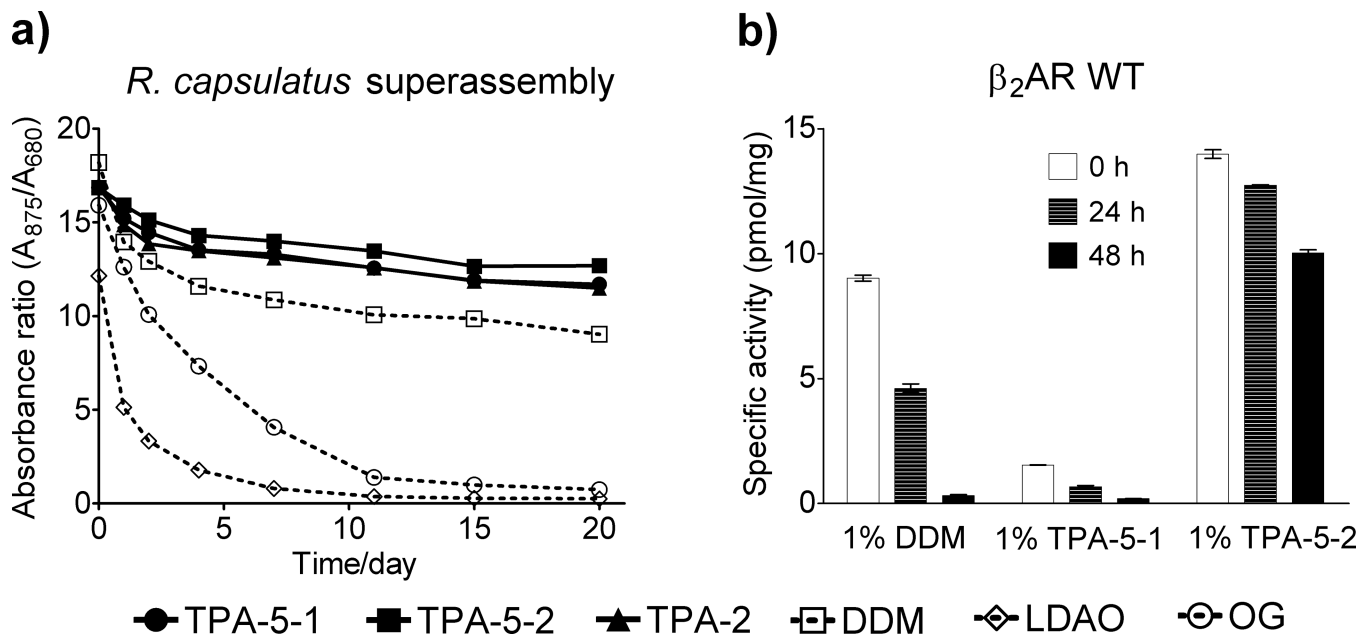 a)
R. capsulatus superassembly
Absorbance ratio (A875/A680)
20
15
10
5
0
0 5 10 15 20
Time/day
b)
β2AR WT
Specific activity (pmol/mg)
15
10
5
0
0 h
24 h
48 h
1% DDM 1% TPA-5-1 1% TPA-5-2
TPA-5-1 TPA-5-2 TPA-2 DDM LDAO OG